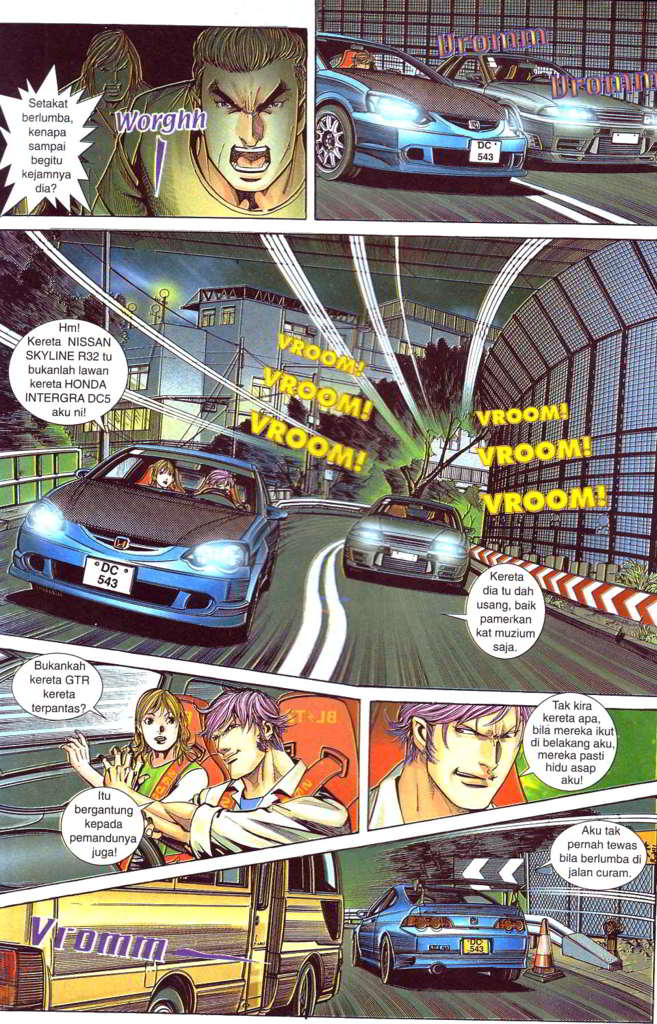 Setakat
berlumba,
kenapa
sampai
begitu
kejamnya
dia?
Worghh
Vromm
Vromm
DC
543
Hm!
Kereta NISSAN
SKYLINE R32 tu
bukanlah lawan
kereta HONDA
INTERGRA DC5
aku ni!
VROOM!
VROOM!
VROOM!
VROOM!
VROOM!
VROOM!
DC
543
Kereta
dia tu dah
usang, baik
pamerkan
kat muzium
saja.
Bukankah
kereta GTR
kereta
terpantas?
Itu
bergantung
kepada
pemandunya
juga!
Tak kira
kereta apa,
bila mereka ikut
di belakang aku,
mereka pasti
hidu asap
aku!
Aku tak
pernah tewas
bila berlumba di
jalan curam.
Vromm
DC
543